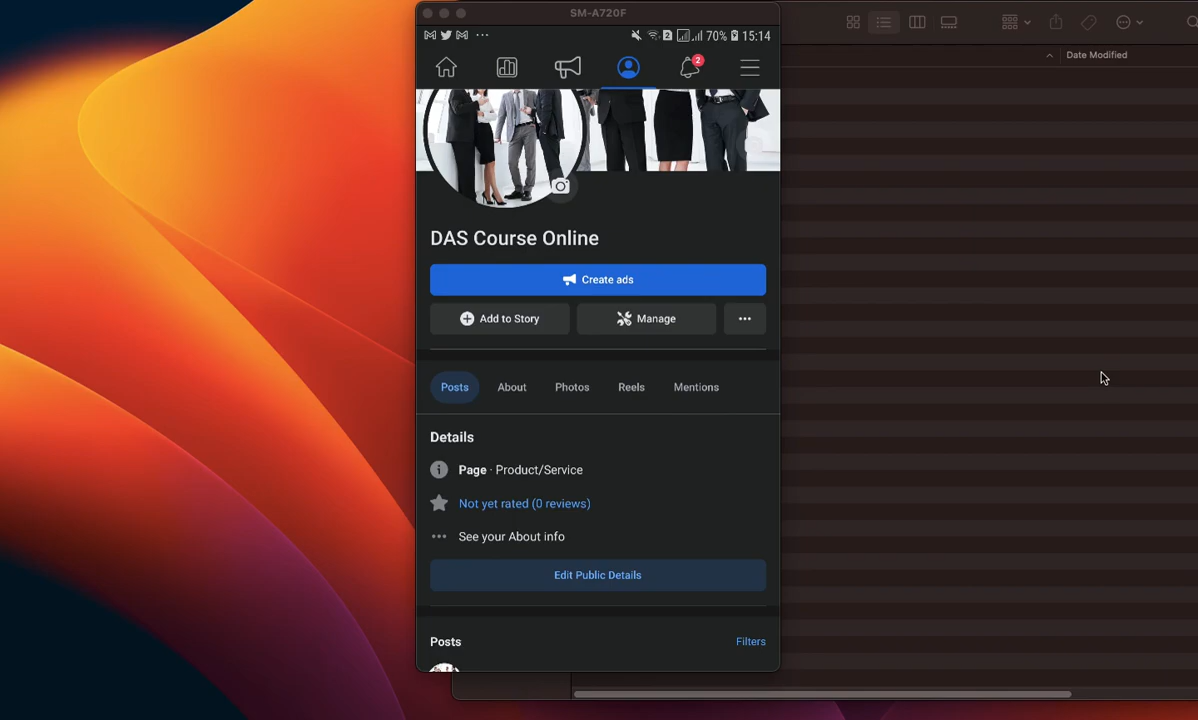 SM-A720F
2 70% 15:14
2
Date Modified
DAS Course Online
Create ads
Add to Story Manage
Posts About Photos Reels Mentions
Details
Page · Product/Service
Not yet rated (0 reviews)
See your About info
Edit Public Details
Posts Filters